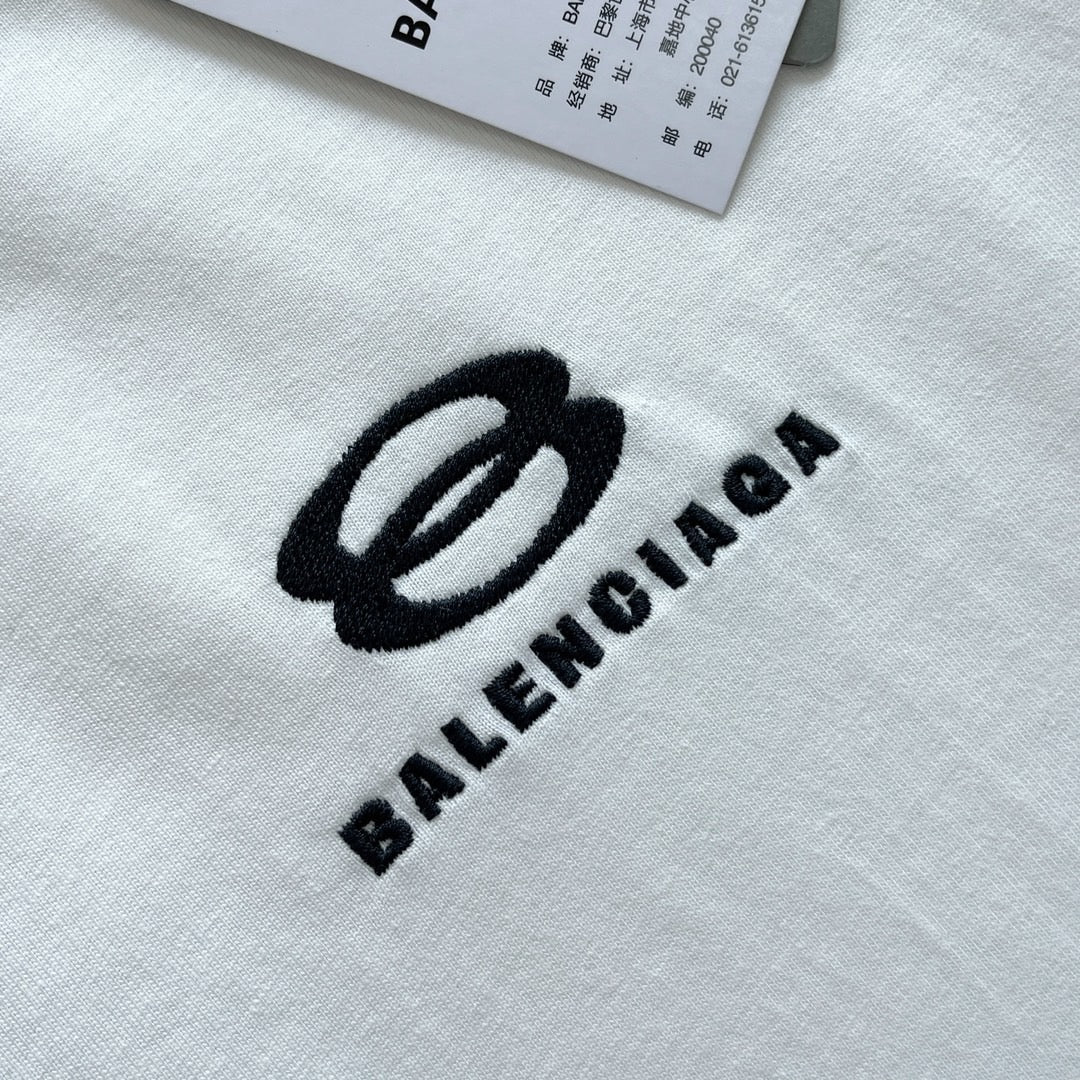 BA
品 牌: BA
经销商: 巴黎
地 址: 上海市
嘉地中
邮 编: 200040
电 话: 021-61361
BALENCIAGA